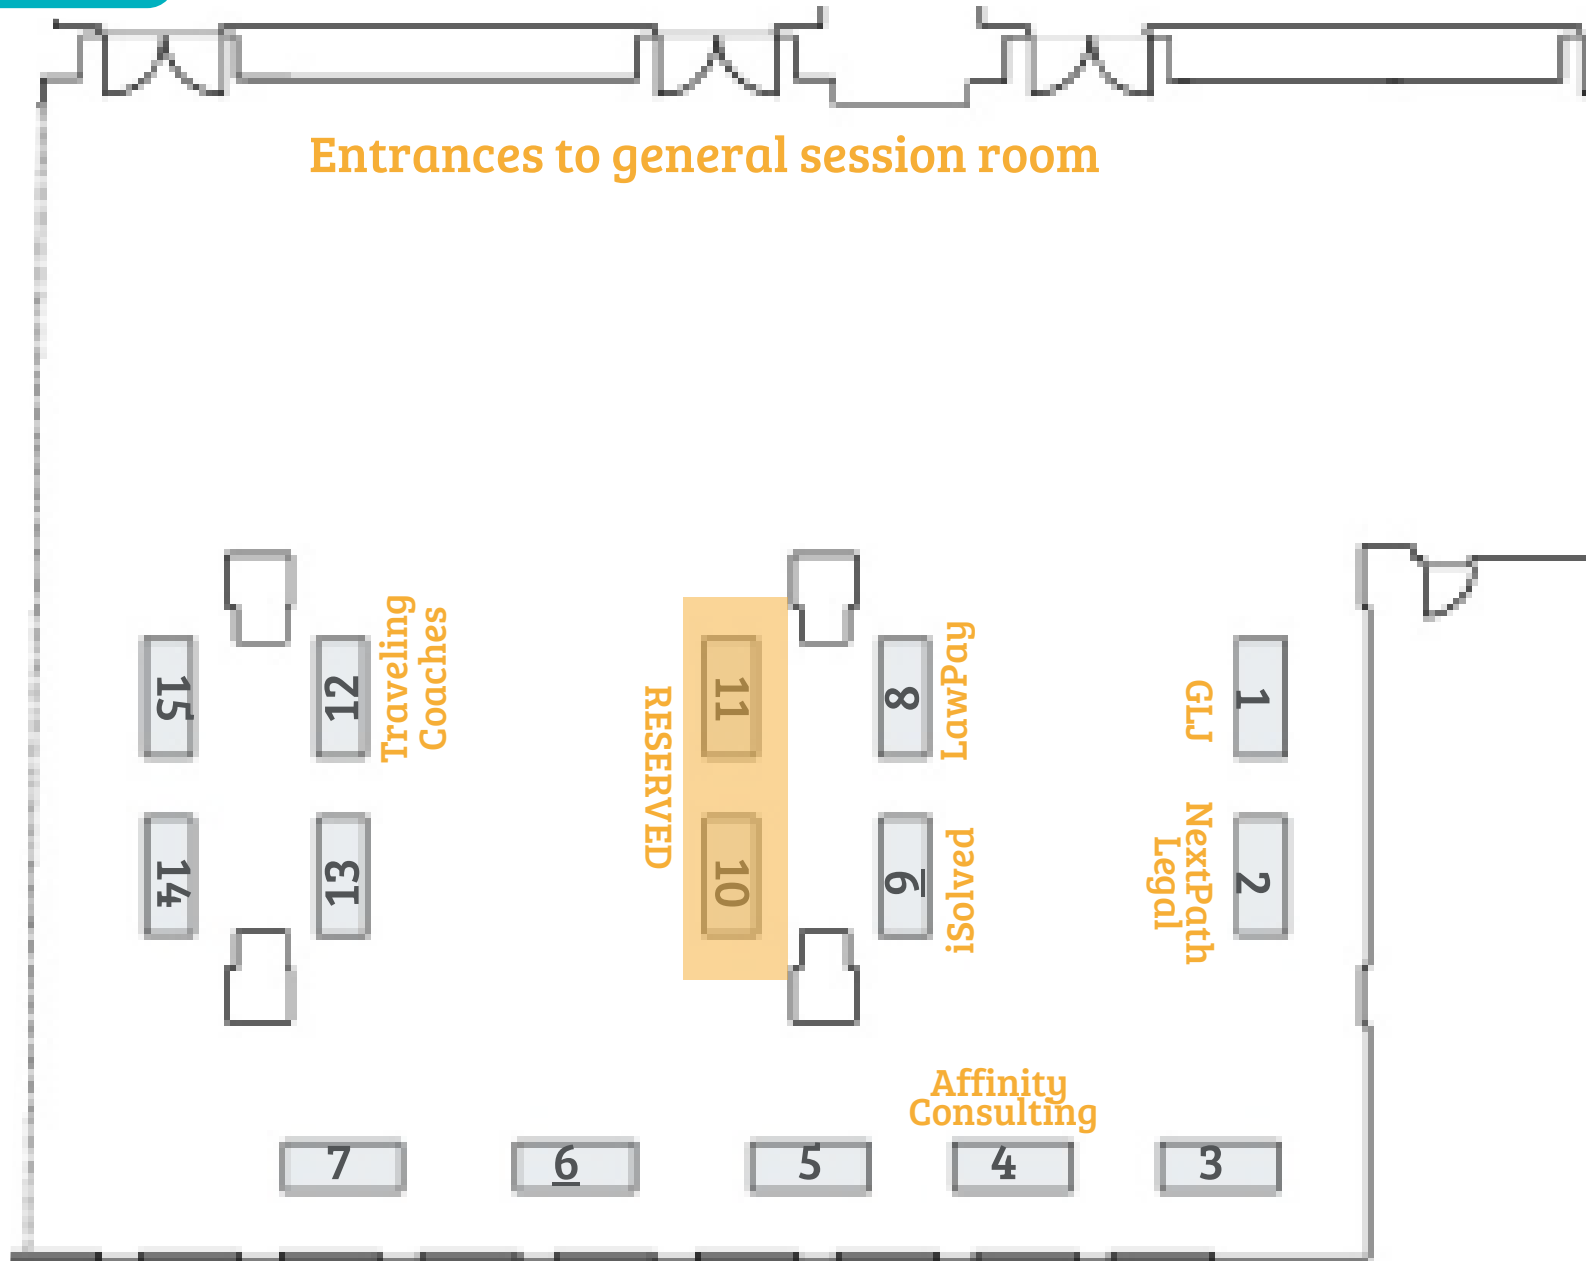 Entrances to general session room
15
12
Traveling
Coaches
RESERVED
11
8
LawPay
GLJ
1
14
13
10
9
iSolved
NextPath
Legal
2
Affinity
Consulting
7
6
5
4
3